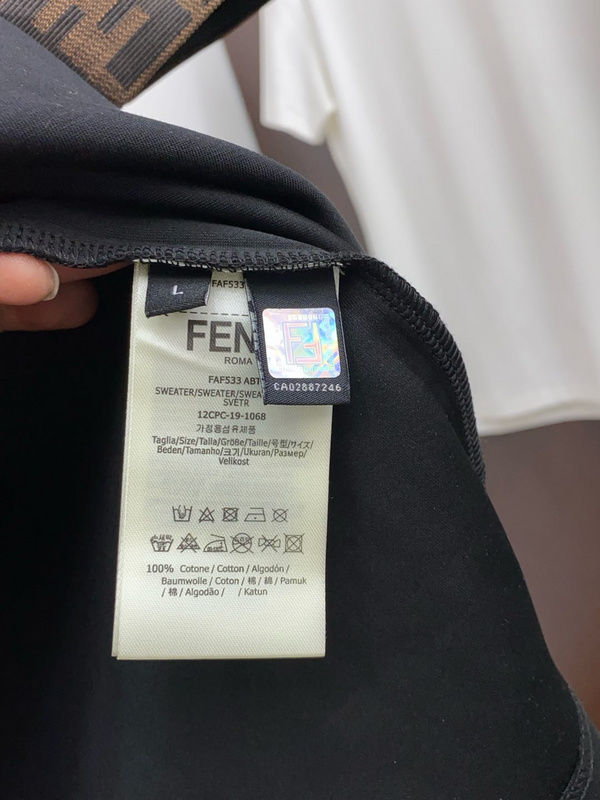 L
FAF533
FEN
ROMA
CA02887246
FAF533 ABT
SWEATER/SWEATER/SWEA
SVETR
12CPC-19-1068
가정용섬유제품
Taglia/Size/Talla/Größe/Taille/号型/サイズ/
Beden/Tamanho/크기/Ukuran/Размер/
Velikost
100% Cotone / Cotton / Algodón /
Baumwolle / Coton / 棉 / 綿 / Pamuk
/ 棉 / Algodão / / Katun